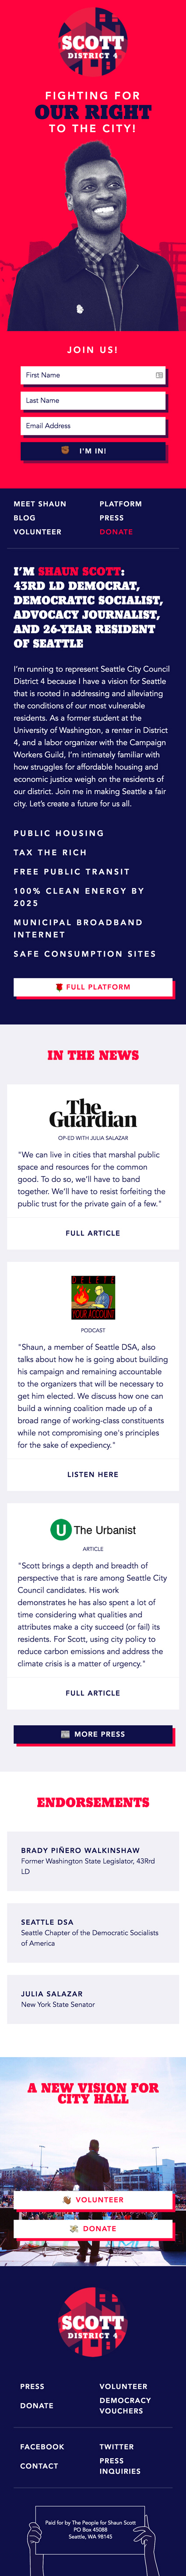 SCOTT
DISTRICT 4
FIGHTING FOR
OUR RIGHT
TO THE CITY!
JOIN US!
First Name
Last Name
Email Address
I'M IN!
MEET SHAUN
PLATFORM
BLOG
PRESS
VOLUNTEER
DONATE
I'M SHAUN SCOTT:
43RD LD DEMOCRAT,
DEMOCRATIC SOCIALIST,
ADVOCACY JOURNALIST,
AND 26-YEAR RESIDENT
OF SEATTLE
I'm running to represent Seattle City Council
District 4 because I have a vision for Seattle
that is rooted in addressing and alleviating
the conditions of our most vulnerable
residents. As a former student at the
University of Washington, a renter in District
4, and a labor organizer with the Campaign
Workers Guild, I'm intimately familiar with
how struggles for affordable housing and
economic justice weigh on the residents of
our district. Join me in making Seattle a fair
city. Let's create a future for us all.
PUBLIC HOUSING
TAX THE RICH
FREE PUBLIC TRANSIT
100% CLEAN ENERGY BY
2025
MUNICIPAL BROADBAND
INTERNET
SAFE CONSUMPTION SITES
FULL PLATFORM
IN THE NEWS
The
Guardian
OP-ED WITH JULIA SALAZAR
"We can live in cities that marshal public
space and resources for the common
good. To do so, we'll have to band
together. We'll have to resist forfeiting the
public trust for the private gain of a few."
FULL ARTICLE
YOUR ACCOUNT
PODCAST
"Shaun, a member of Seattle DSA, also
talks about how he is going about building
his campaign and remaining accountable
to the organizers that will be necessary to
get him elected. We discuss how one can
build a winning coalition made up of a
broad range of working-class constituents
while not compromising one's principles
for the sake of expediency."
LISTEN HERE
U The Urbanist
ARTICLE
"Scott brings a depth and breadth of
perspective that is rare among Seattle City
Council candidates. His work
demonstrates he has also spent a lot of
time considering what qualities and
attributes make a city succeed (or fail) its
residents. For Scott, using city policy to
reduce carbon emissions and address the
climate crisis is a matter of urgency."
FULL ARTICLE
MORE PRESS
ENDORSEMENTS
BRADY PIÑERO WALKINSHAW
Former Washington State Legislator, 43Rrd
LD
SEATTLE DSA
Seattle Chapter of the Democratic Socialists
of America
JULIA SALAZAR
New York State Senator
A NEW VISION FOR
CITY HALL
VOLUNTEER
DONATE
SCOTT
DISTRICT 4
PRESS
VOLUNTEER
DONATE
DEMOCRACY
VOUCHERS
FACEBOOK
TWITTER
CONTACT
PRESS
INQUIRIES
Paid for by The People for Shaun Scott
PO Box 45088
Seattle, WA 98145